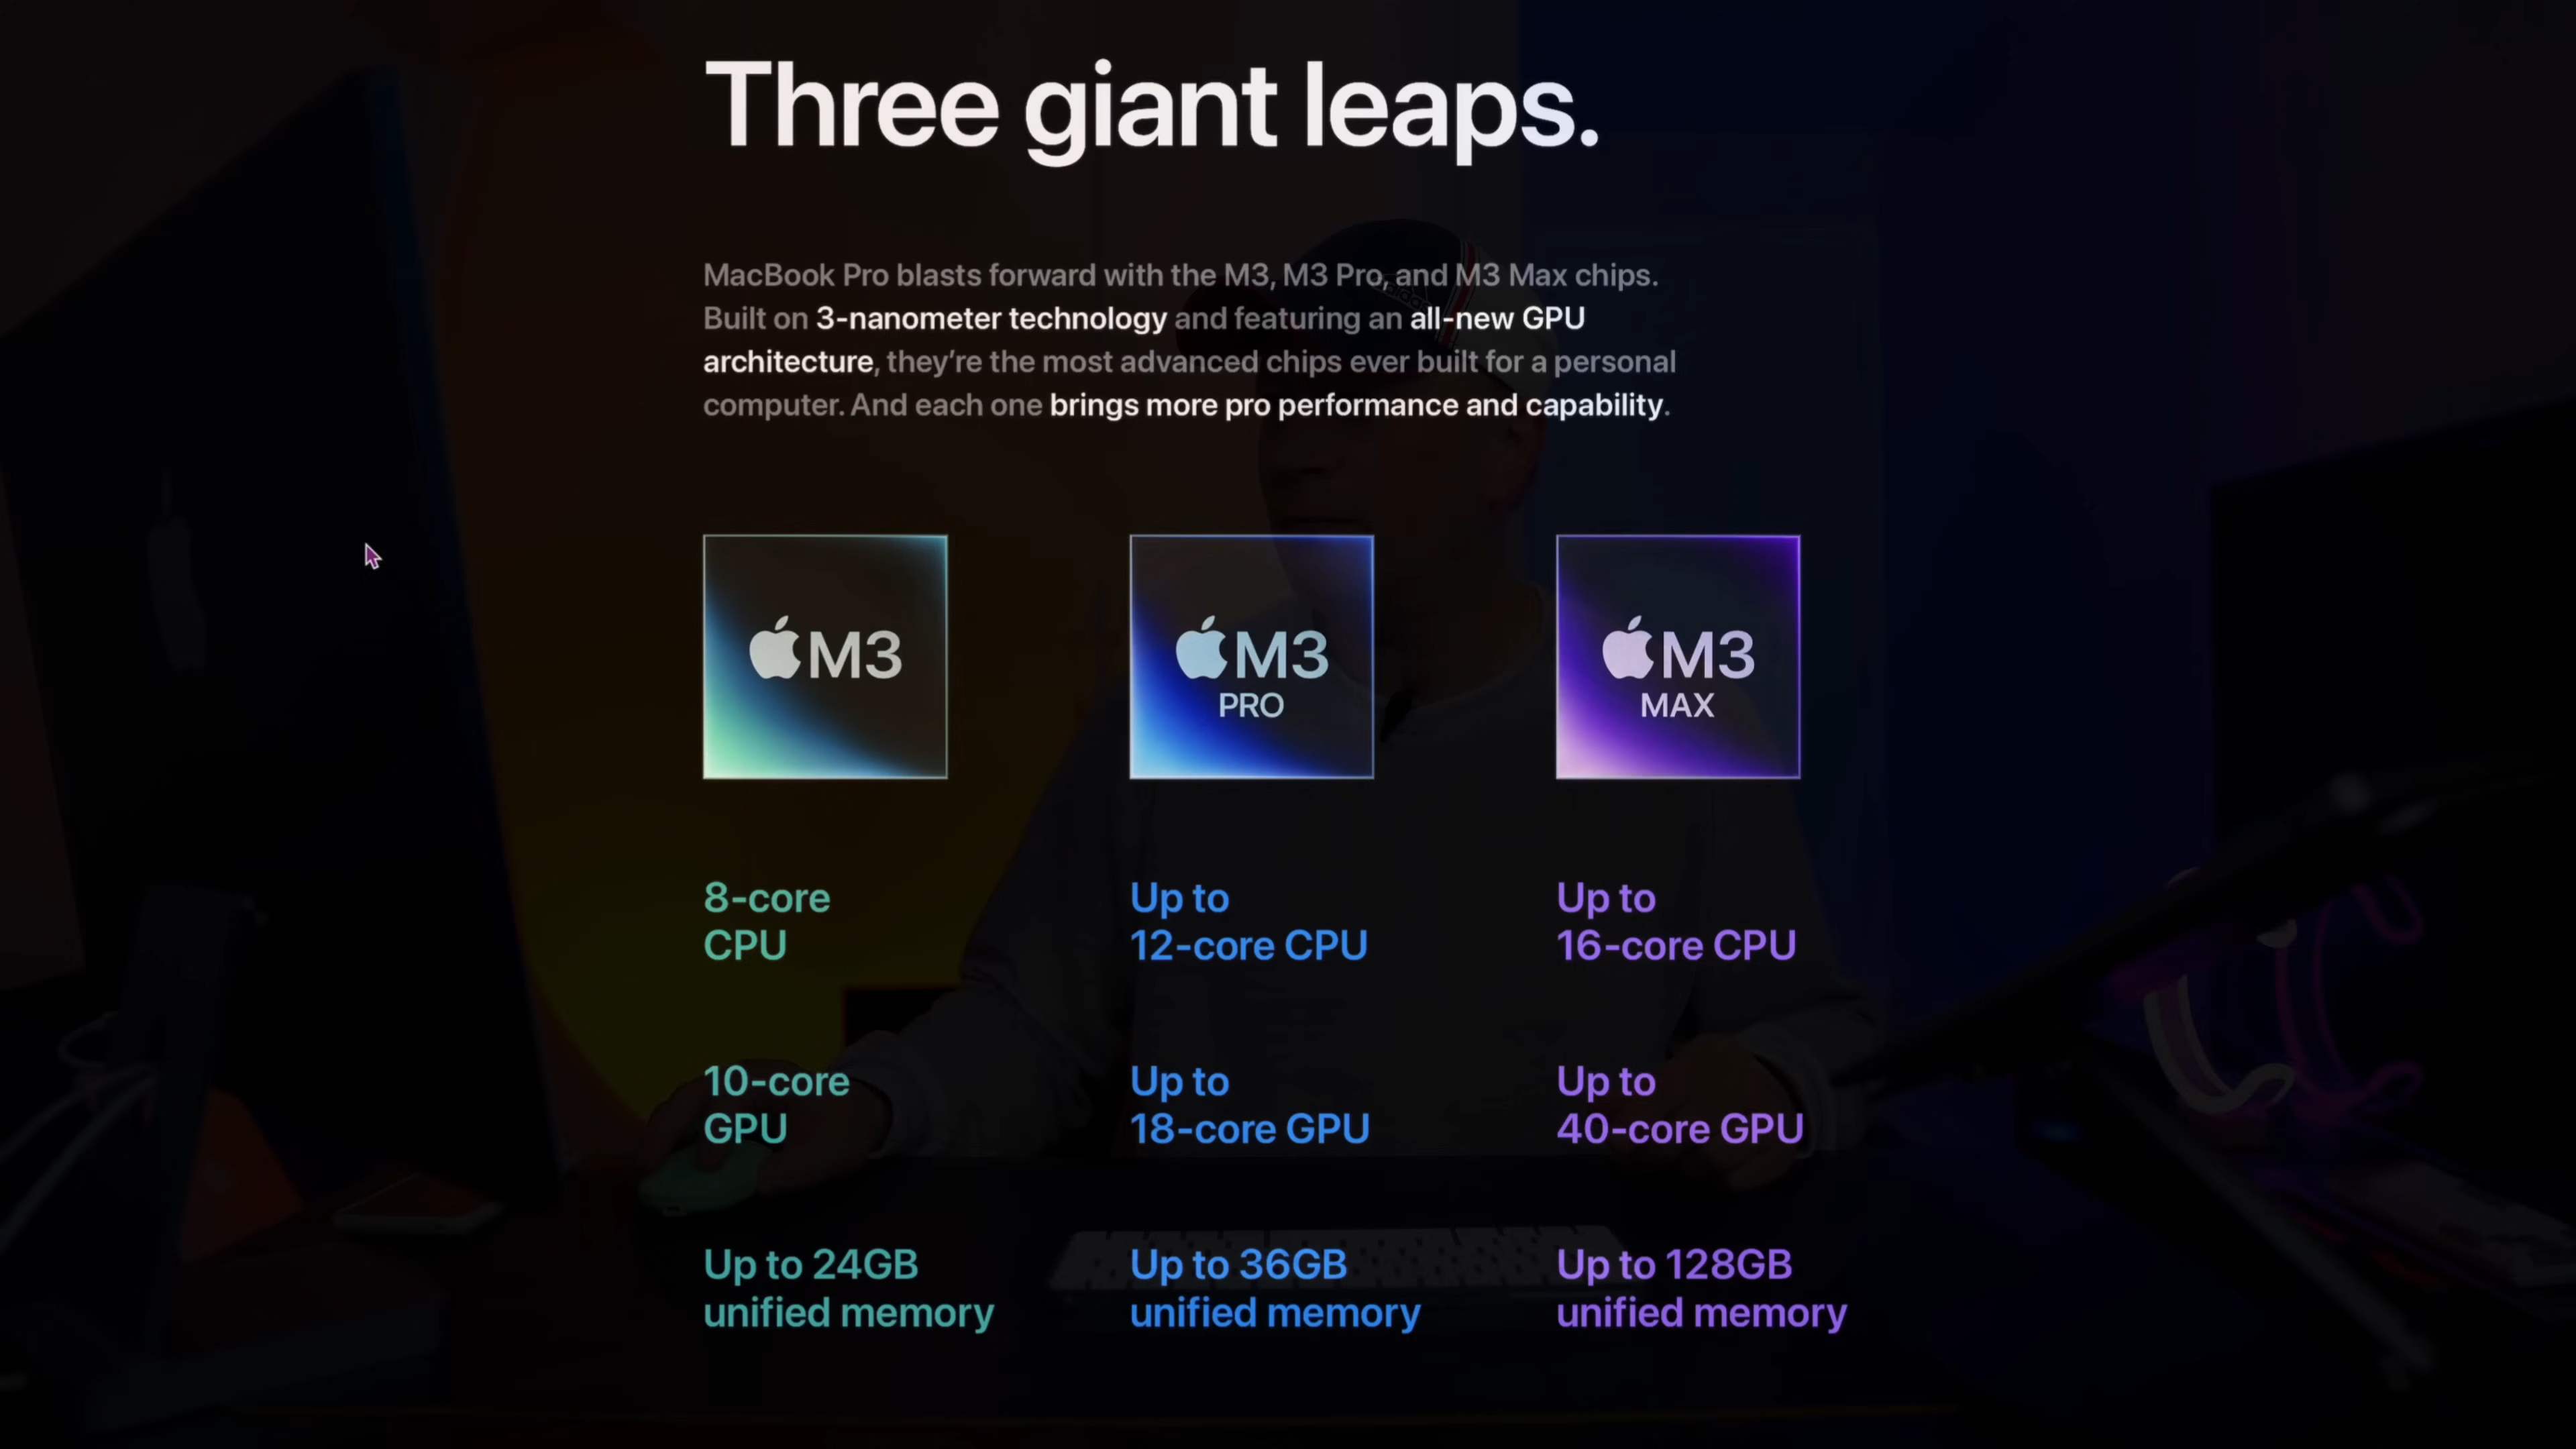 Three giant leaps.
MacBook Pro blasts forward with the M3, M3 Pro, and M3 Max chips.
Built on 3-nanometer technology and featuring an all-new GPU
architecture, they’re the most advanced chips ever built for a personal
computer. And each one brings more pro performance and capability.
M3
M3
PRO
M3
MAX
8-core
CPU
Up to
12-core CPU
Up to
16-core CPU
10-core
GPU
Up to
18-core GPU
Up to
40-core GPU
Up to 24GB
unified memory
Up to 36GB
unified memory
Up to 128GB
unified memory